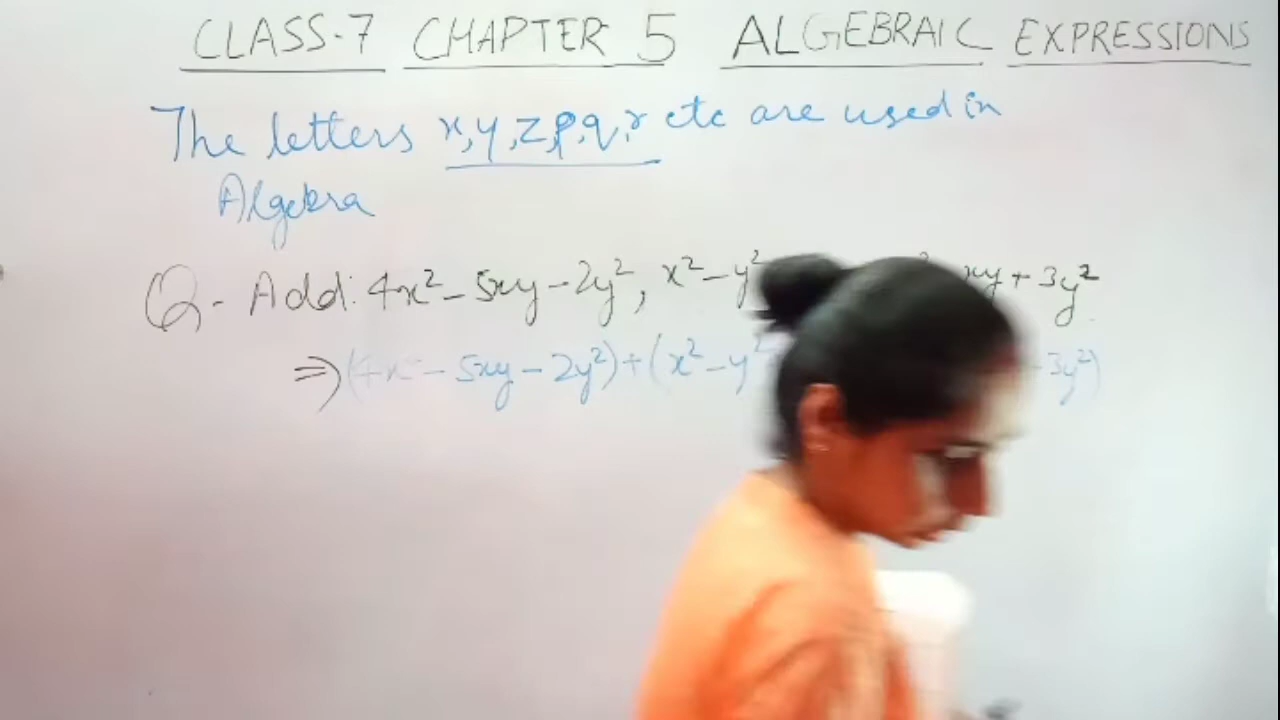 CLASS-7 CHAPTER 5 ALGEBRAIC EXPRESSIONS
The letters x, y, z, p, q, r etc are used in
Algebra
Q- Add: 4x² - 5xy - 2y², x² - y² xy + 3y²
⇒ (4x² - 5xy - 2y²) + (x² - y² 3y²)